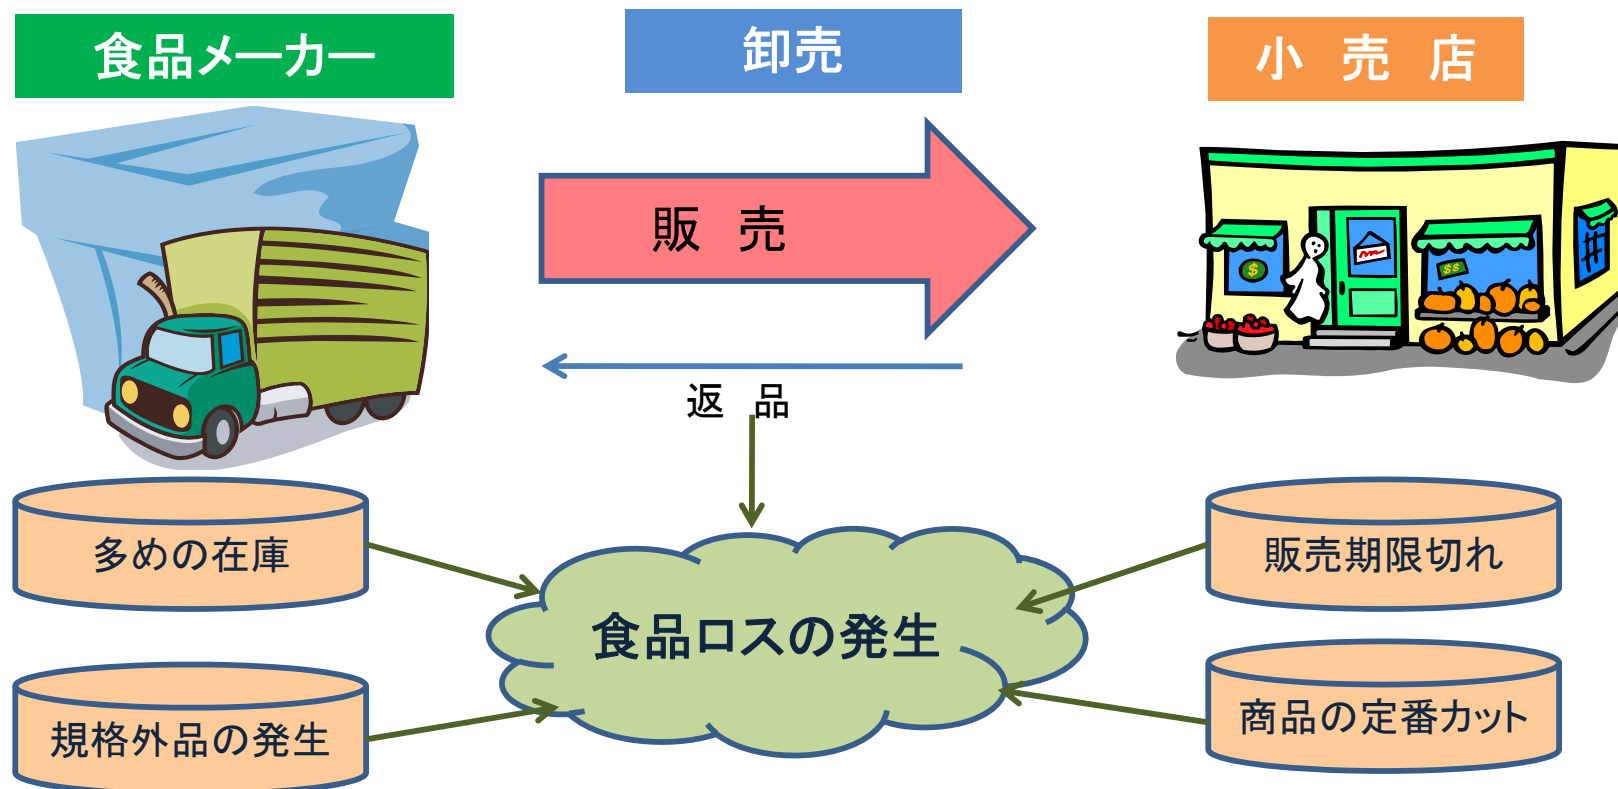 食品メーカー
卸売
小 売 店
販 売
$
$$
返 品
多めの在庫
販売期限切れ
食品ロスの発生
規格外品の発生
商品の定番カット